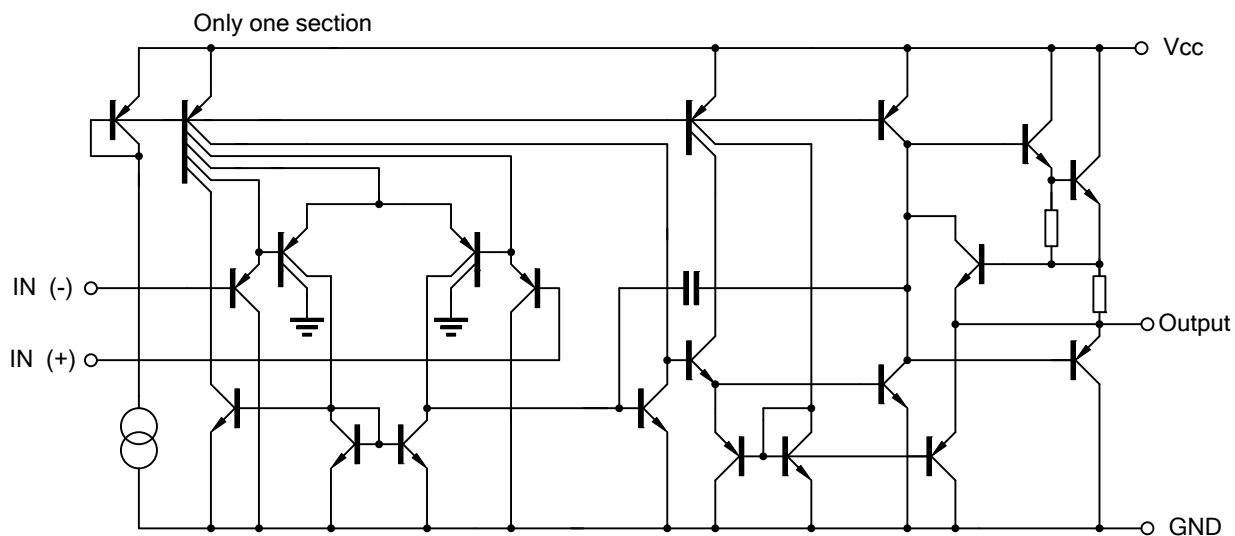 Only one section
Vcc
IN (-)
Output
IN (+)
GND